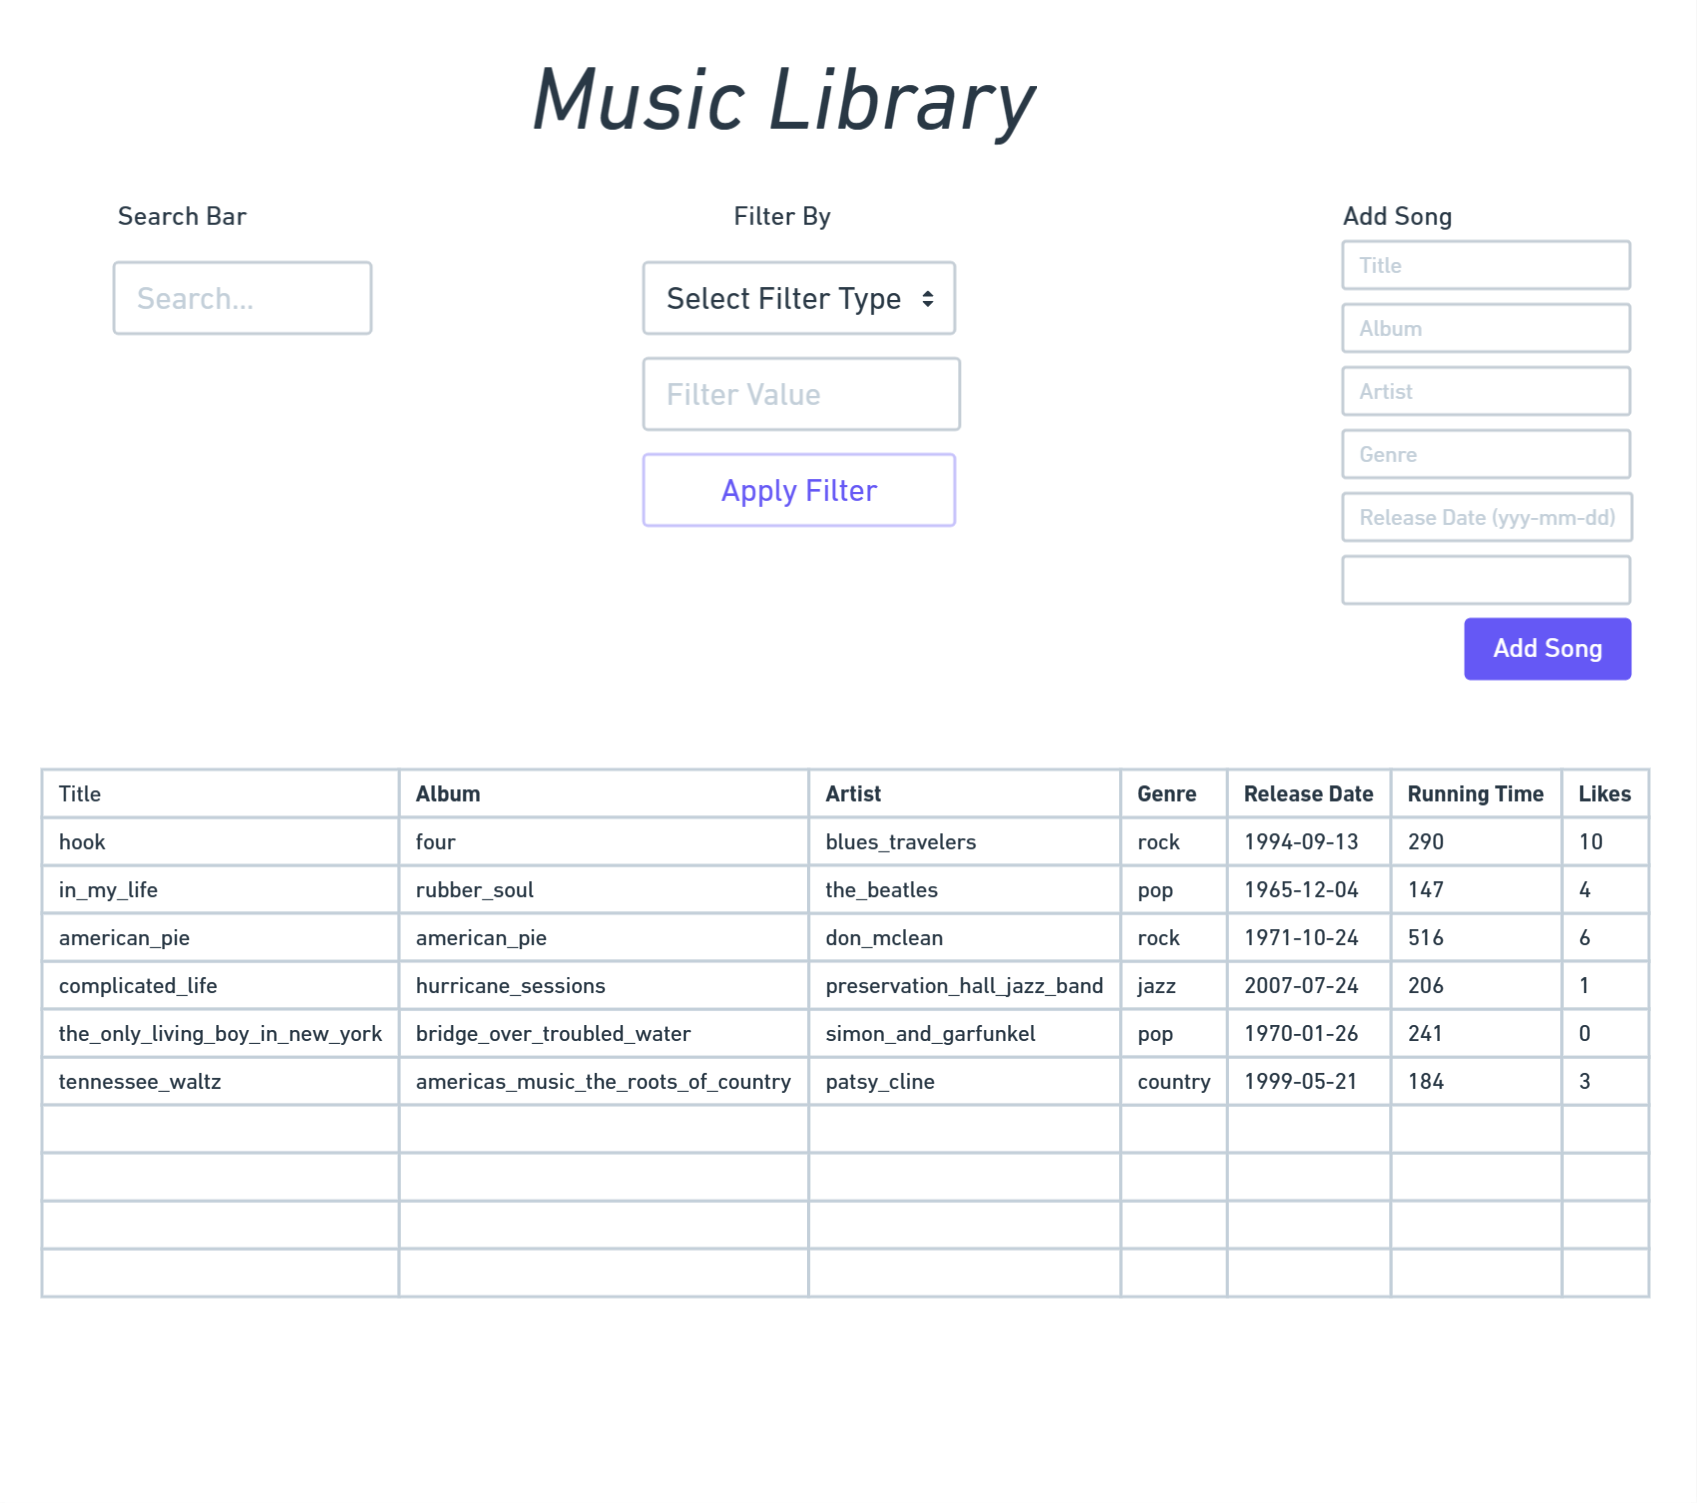 Music Library
Search Bar
Search...
Filter By
Select Filter Type
Filter Value
Apply Filter
Add Song
Title
Album
Artist
Genre
Release Date (yyy-mm-dd)
Add Song
Title Album Artist Genre Release Date Running Time Likes
hook four blues_travelers rock 1994-09-13 290 10
in_my_life rubber_soul the_beatles pop 1965-12-04 147 4
american_pie american_pie don_mclean rock 1971-10-24 516 6
complicated_life hurricane_sessions preservation_hall_jazz_band jazz 2007-07-24 206 1
the_only_living_boy_in_new_york bridge_over_troubled_water simon_and_garfunkel pop 1970-01-26 241 0
tennessee_waltz americas_music_the_roots_of_country patsy_cline country 1999-05-21 184 3